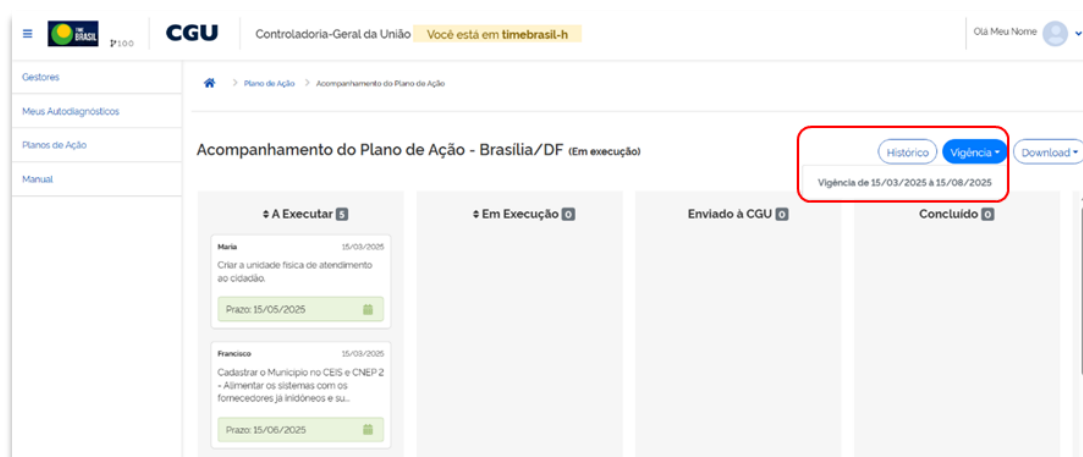 TIME
BRASIL
100
CGU
Controladoria-Geral da União
Você está em timebrasil-h
Olá Meu Nome
Gestores
Meus Autodiagnósticos
Planos de Ação
Manual
> Plano de Ação > Acompanhamento do Plano de Ação
Acompanhamento do Plano de Ação - Brasília/DF (Em execução)
Histórico
Vigência
Download
Vigência de 15/03/2025 à 15/08/2025
A Executar 5
Maria 15/03/2025
Criar a unidade física de atendimento
ao cidadão.
Prazo: 15/05/2025
Francisco 15/03/2025
Cadastrar o Município no CEIS e CNEP 2
- Alimentar os sistemas com os
fornecedores já inidôneos e su...
Prazo: 15/06/2025
Em Execução 0
Enviado à CGU 0
Concluído 0